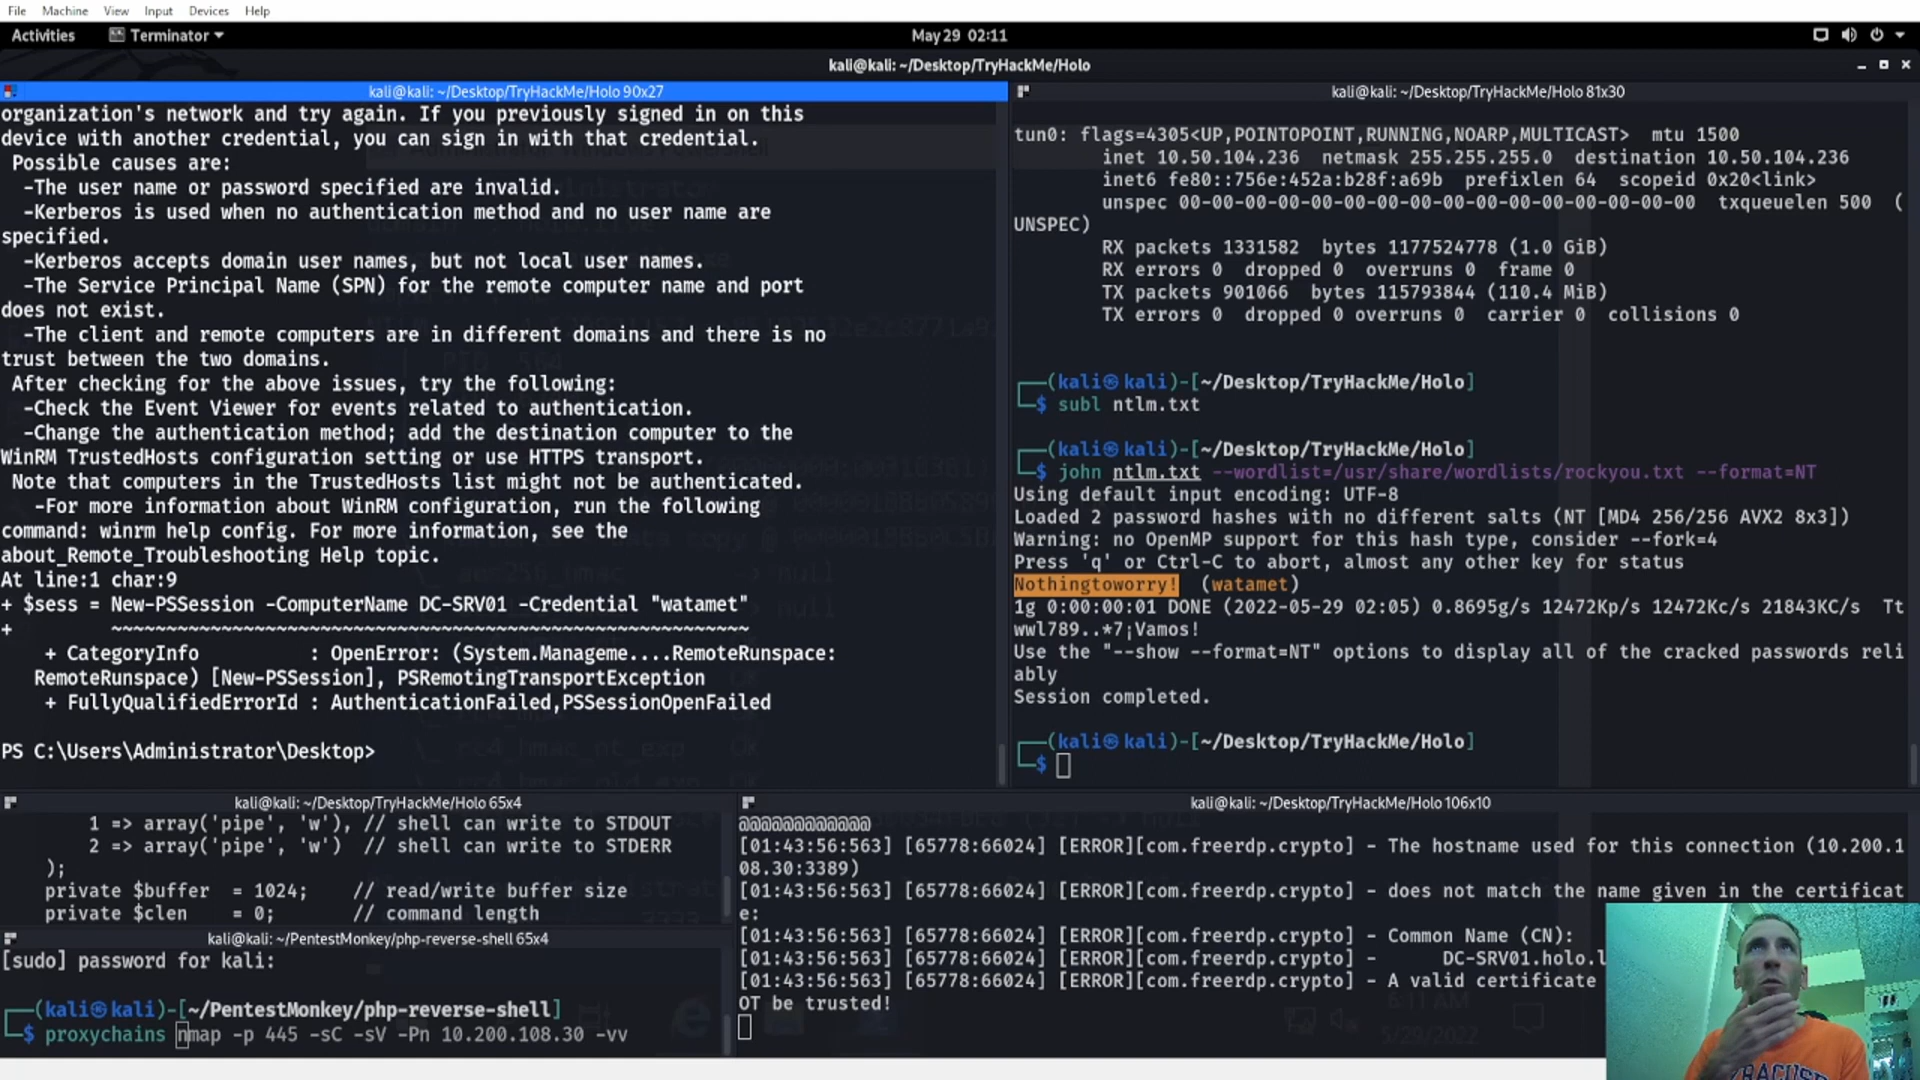 File Machine View Input Devices Help
Activities Terminator May 29 02:11
kali@kali: ~/Desktop/TryHackMe/Holo
kali@kali: ~/Desktop/TryHackMe/Holo 90x27
organization's network and try again. If you previously signed in on this
device with another credential, you can sign in with that credential.
Possible causes are:
-The user name or password specified are invalid.
-Kerberos is used when no authentication method and no user name are
specified.
-Kerberos accepts domain user names, but not local user names.
-The Service Principal Name (SPN) for the remote computer name and port
does not exist.
-The client and remote computers are in different domains and there is no
trust between the two domains.
After checking for the above issues, try the following:
-Check the Event Viewer for events related to authentication.
-Change the authentication method; add the destination computer to the
WinRM TrustedHosts configuration setting or use HTTPS transport.
Note that computers in the TrustedHosts list might not be authenticated.
-For more information about WinRM configuration, run the following
command: winrm help config. For more information, see the
about_Remote_Troubleshooting Help topic.
At line:1 char:9
+ $sess = New-PSSession -ComputerName DC-SRV01 -Credential "watamet"
+ ~~~~~~~~~~~~~~~~~~~~~~~~~~~~~~~~~~~~~~~~~~~~~~~~~~~~~~~~~~
+ CategoryInfo : OpenError: (System.Manageme....RemoteRunspace:
RemoteRunspace) [New-PSSession], PSRemotingTransportException
+ FullyQualifiedErrorId : AuthenticationFailed,PSSessionOpenFailed
PS C:\Users\Administrator\Desktop>
kali@kali: ~/Desktop/TryHackMe/Holo 81x30
tun0: flags=4305<UP,POINTOPOINT,RUNNING,NOARP,MULTICAST> mtu 1500
inet 10.50.104.236 netmask 255.255.255.0 destination 10.50.104.236
inet6 fe80::756e:452a:b28f:a69b prefixlen 64 scopeid 0x20<link>
unspec 00-00-00-00-00-00-00-00-00-00-00-00-00-00-00-00 txqueuelen 500 (
UNSPEC)
RX packets 1331582 bytes 1177524778 (1.0 GiB)
RX errors 0 dropped 0 overruns 0 frame 0
TX packets 901066 bytes 115793844 (110.4 MiB)
TX errors 0 dropped 0 overruns 0 carrier 0 collisions 0
(kali㉿kali)-[~/Desktop/TryHackMe/Holo]
$ subl ntlm.txt
(kali㉿kali)-[~/Desktop/TryHackMe/Holo]
$ john ntlm.txt --wordlist=/usr/share/wordlists/rockyou.txt --format=NT
Using default input encoding: UTF-8
Loaded 2 password hashes with no different salts (NT [MD4 256/256 AVX2 8x3])
Warning: no OpenMP support for this hash type, consider --fork=4
Press 'q' or Ctrl-C to abort, almost any other key for status
Nothingtoworry! (watamet)
1g 0:00:00:01 DONE (2022-05-29 02:05) 0.8695g/s 12472Kp/s 12472Kc/s 21843KC/s Tt
wwl789..*7¡Vamos!
Use the "--show --format=NT" options to display all of the cracked passwords reli
ably
Session completed.
(kali㉿kali)-[~/Desktop/TryHackMe/Holo]
$
kali@kali: ~/Desktop/TryHackMe/Holo 65x4
1 => array('pipe', 'w'), // shell can write to STDOUT
2 => array('pipe', 'w') // shell can write to STDERR
);
private $buffer = 1024; // read/write buffer size
private $clen = 0; // command length
kali@kali: ~/PentestMonkey/php-reverse-shell 65x4
[sudo] password for kali:
(kali㉿kali)-[~/PentestMonkey/php-reverse-shell]
$ proxychains nmap -p 445 -sC -sV -Pn 10.200.108.30 -vv
kali@kali: ~/Desktop/TryHackMe/Holo 106x10
@@@@@@@@@@@@
[01:43:56:563] [65778:66024] [ERROR][com.freerdp.crypto] - The hostname used for this connection (10.200.1
08.30:3389)
[01:43:56:563] [65778:66024] [ERROR][com.freerdp.crypto] - does not match the name given in the certificat
e:
[01:43:56:563] [65778:66024] [ERROR][com.freerdp.crypto] - Common Name (CN):
[01:43:56:563] [65778:66024] [ERROR][com.freerdp.crypto] - DC-SRV01.holo.l
[01:43:56:563] [65778:66024] [ERROR][com.freerdp.crypto] - A valid certificate
OT be trusted!
6:11 AM
5/29/2022